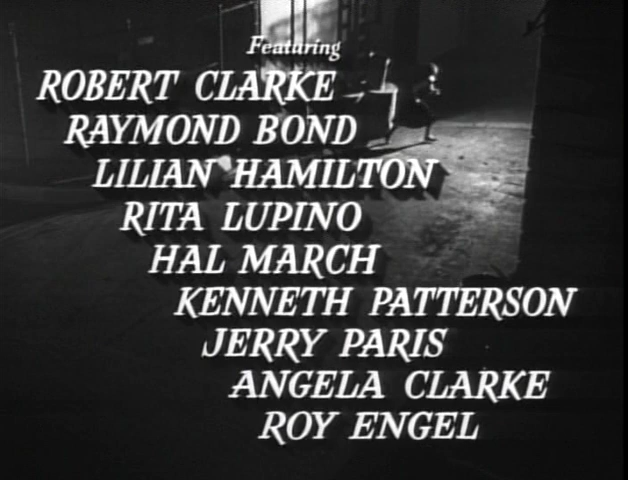 Featuring
ROBERT CLARKE
RAYMOND BOND
LILIAN HAMILTON
RITA LUPINO
HAL MARCH
KENNETH PATTERSON
JERRY PARIS
ANGELA CLARKE
ROY ENGEL